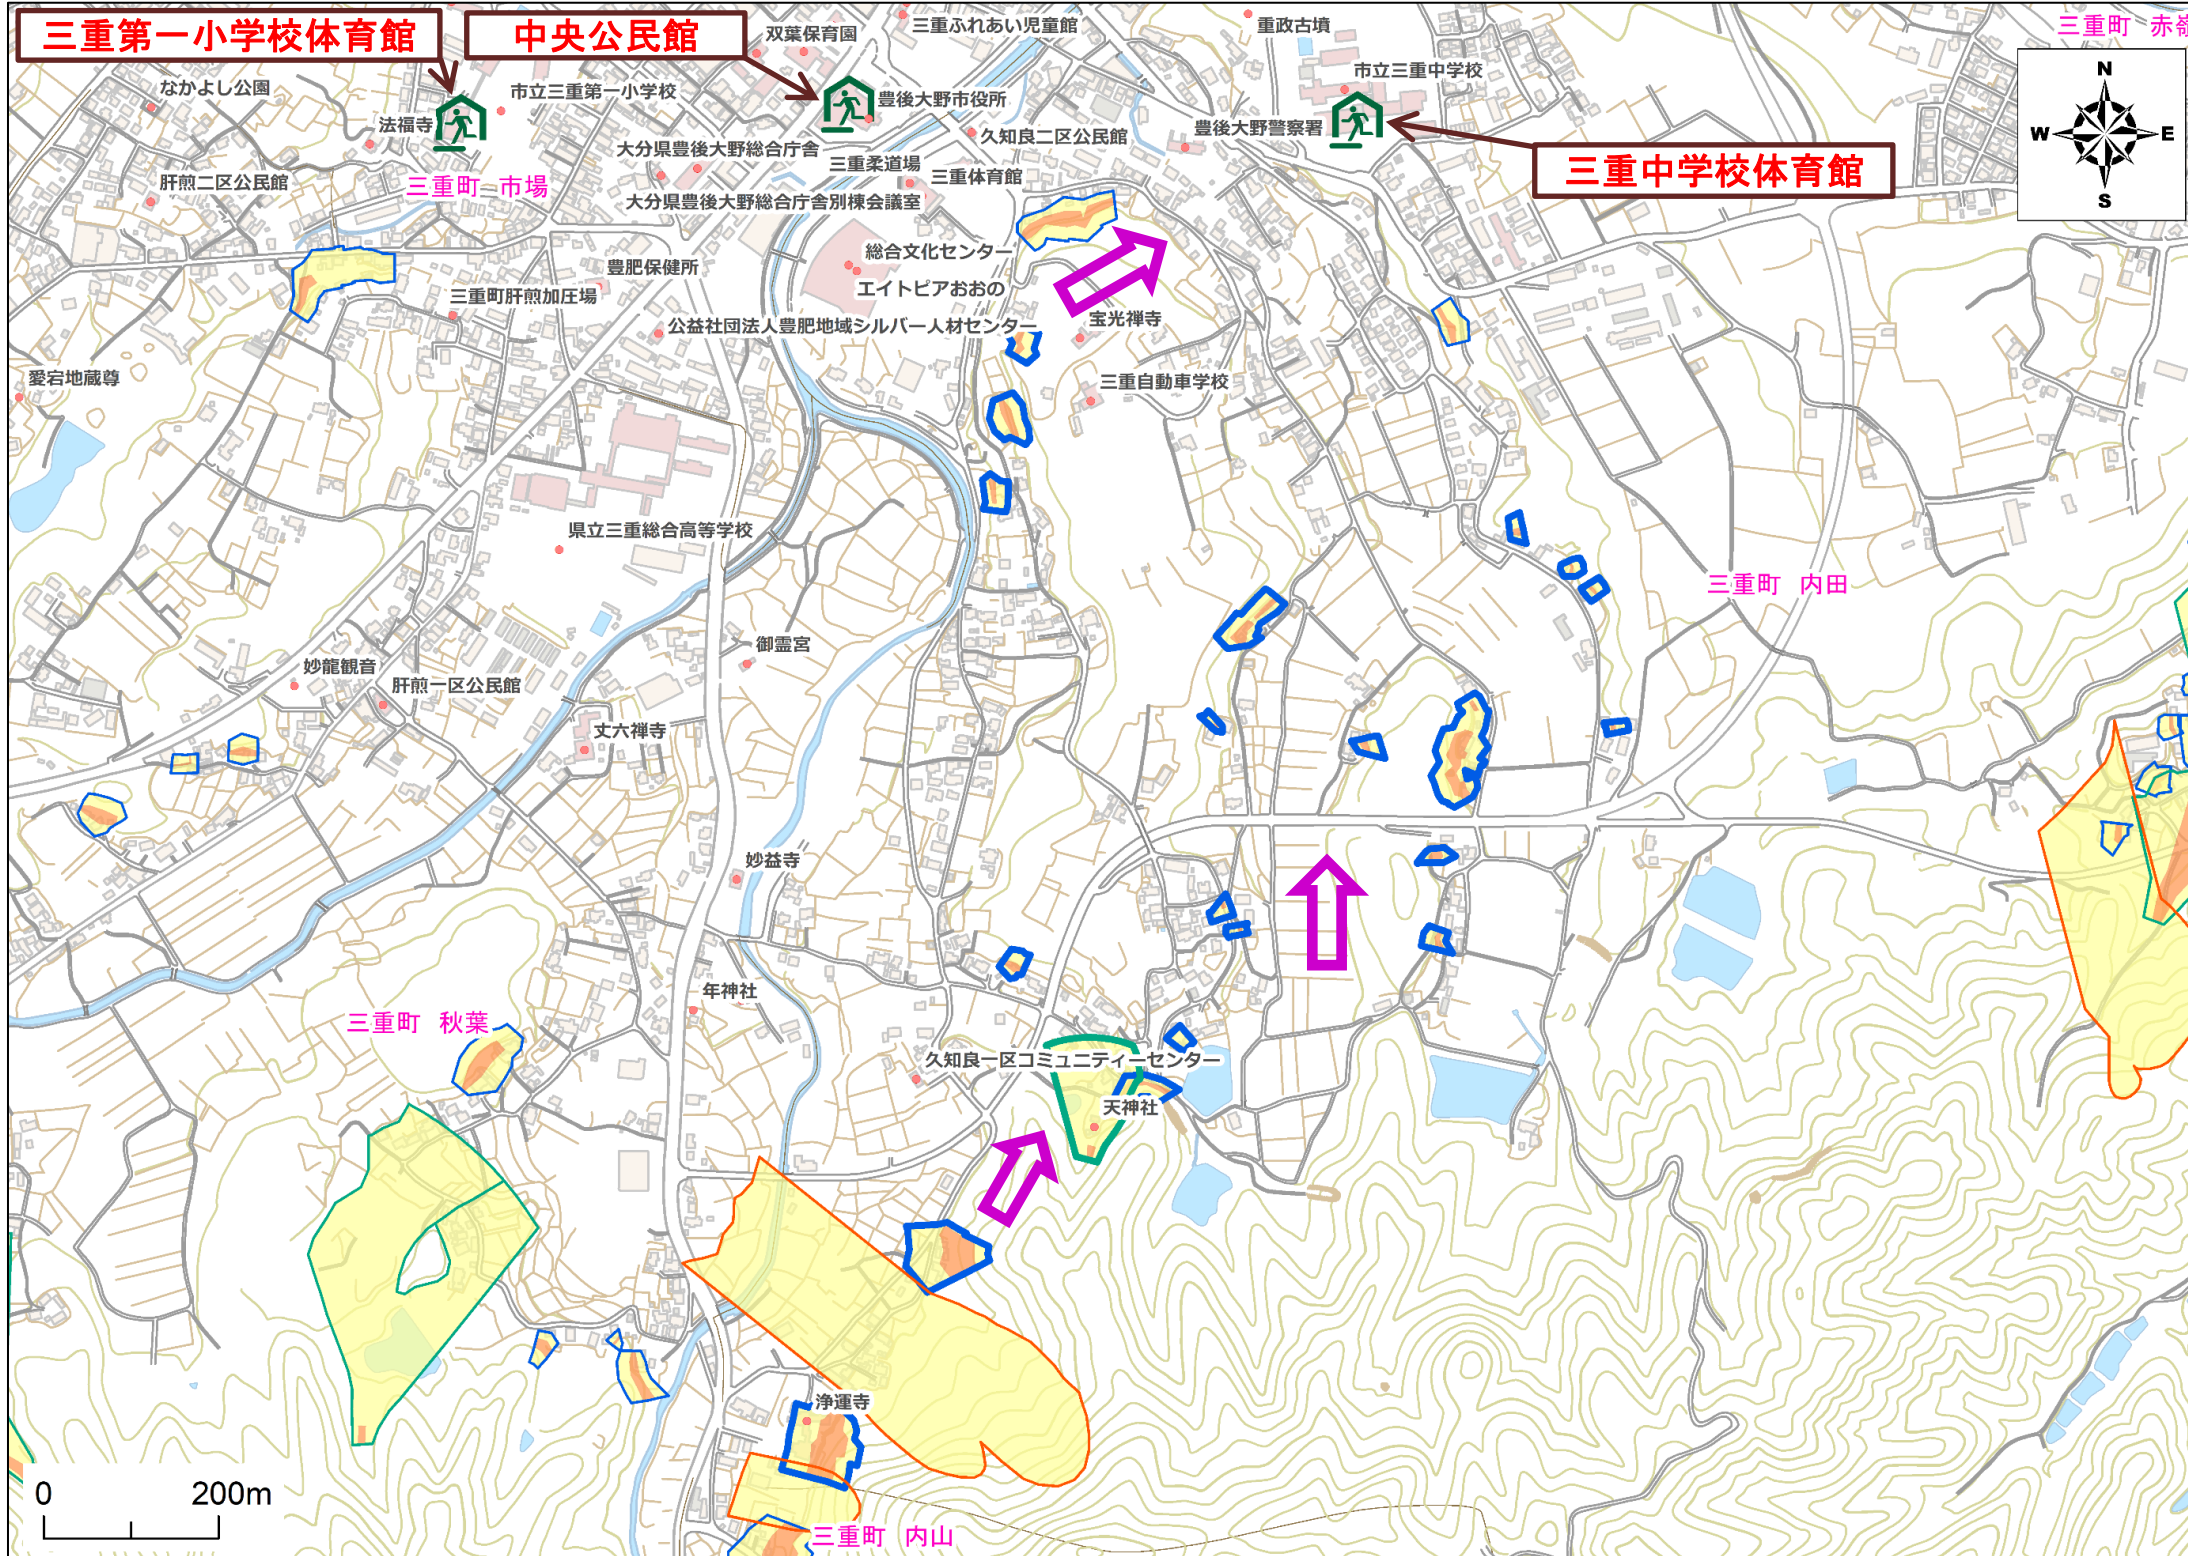 三重第一小学校体育館
中央公民館
双葉保育園
三重ふれあい児童館
重政古墳
三重町 赤嶺
なかよし公園
市立三重第一小学校
豊後大野市役所
市立三重中学校
N
W
E
S
法福寺
久知良二区公民館
豊後大野警察署
大分県豊後大野総合庁舎
三重柔道場
三重体育館
三重中学校体育館
肝煎二区公民館
三重町 市場
大分県豊後大野総合庁舎別棟会議室
総合文化センター
豊肥保健所
エイトピアおおの
三重町肝煎加圧場
公益社団法人豊肥地域シルバー人材センター
宝光禅寺
愛宕地蔵尊
三重自動車学校
県立三重総合高等学校
三重町 内田
御霊宮
妙龍観音
肝煎一区公民館
丈六禅寺
妙益寺
年神社
三重町 秋葉
久知良一区コミュニティーセンター
天神社
浄運寺
0 200m
三重町 内山